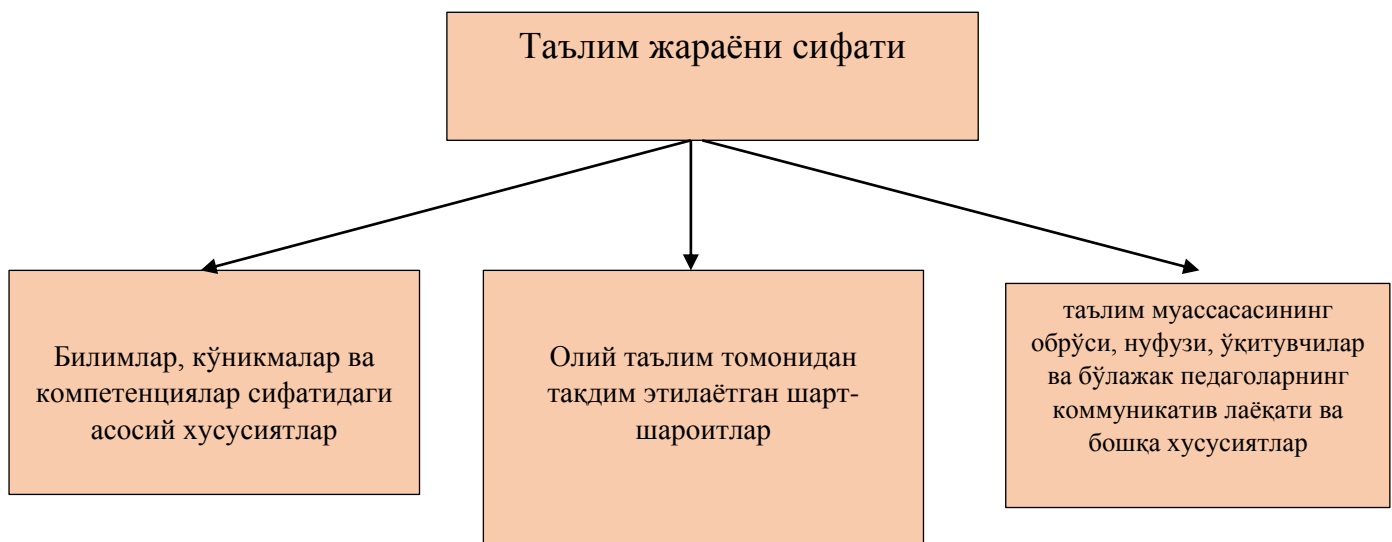 Таълим жараёни сифати
Билимлар, кўникмалар ва
компетенциялар сифатидаги
асосий хусусиятлар
Олий таълим томонидан
тақдим этилаётган шарт-
шароитлар
таълим муассасасининг
обрўси, нуфузи, ўқитувчилар
ва бўлажак педаголарнинг
коммуникатив лаёқати ва
бошқа хусусиятлар